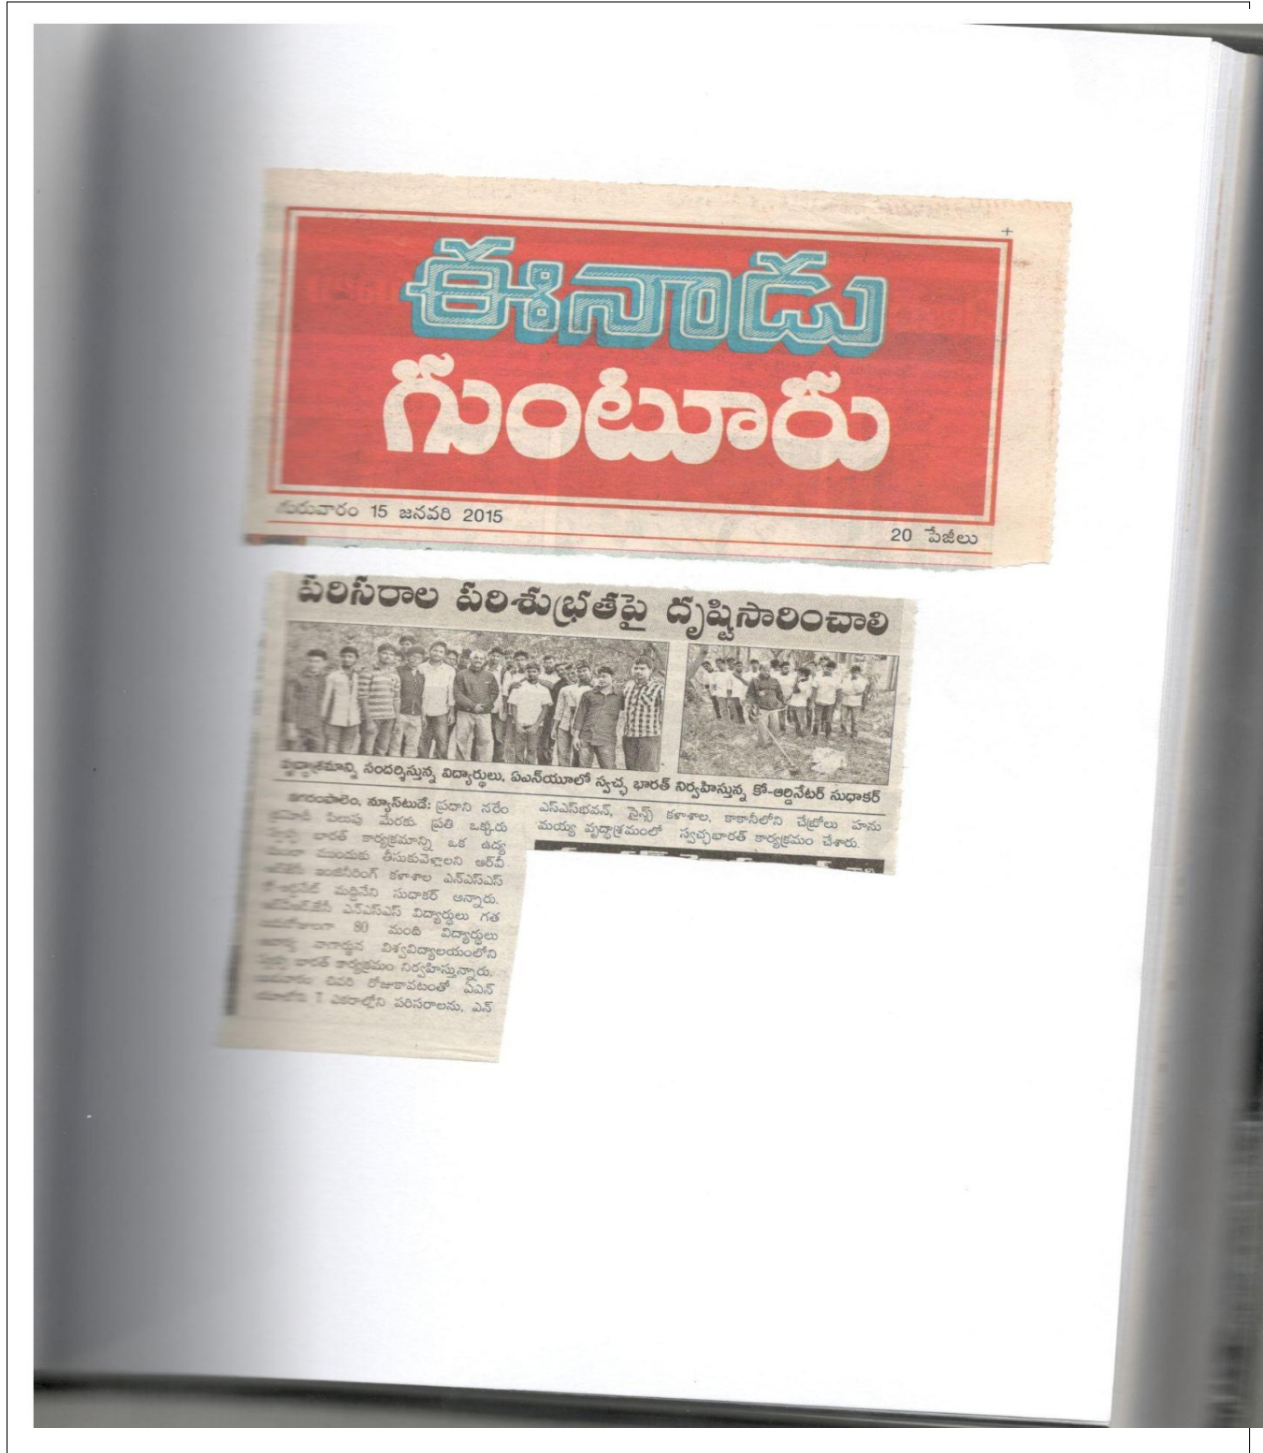 ఈనాడు
గుంటూరు
గురువారం 15 జనవరి 2015
20 పేజీలు
పరిసరాల పరిశుభ్రతపై దృష్టిసారించాలి
వృద్ధాశ్రమాన్ని సందర్శిస్తున్న విద్యార్థులు, ఏఎన్‌యూలో స్వచ్ఛ భారత్ నిర్వహిస్తున్న కో-ఆర్డినేటర్ సుధాకర్
న్యూస్‌టుడే: ప్రధాని నరేం
పిలుపు మేరకు ప్రతి ఒక్కరు
భారత్ కార్యక్రమాన్ని ఒక ఉద్య
ముందుకు తీసుకువెళ్లాలని ఆర్‌వీ
ఇంజినీరింగ్ కళాశాల ఎన్ఎస్ఎస్
మద్దినేని సుధాకర్ అన్నారు.
ఎన్ఎస్ఎస్ విద్యార్థులు గత
80 మంది విద్యార్థులు
నాగార్జున విశ్వవిద్యాలయంలోని
భారత్ కార్యక్రమం నిర్వహిస్తున్నారు.
చివరి రోజుకావటంతో ఏఎన్
7 ఎకరాల్లోని పరిసరాలను, ఎన్
ఎస్ఎస్‌భవన్, సైన్స్ కళాశాల, కాకానీలోని చేబ్రోలు హను
మయ్య వృద్ధాశ్రమంలో స్వచ్ఛభారత్ కార్యక్రమం చేశారు.